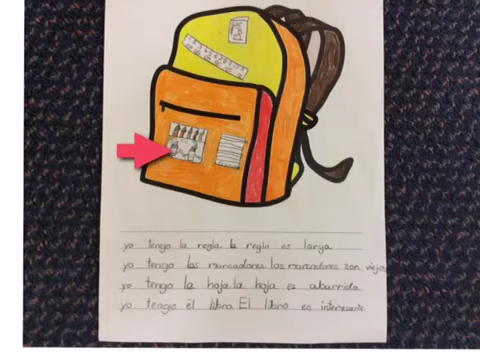 yo tengo la regla. la regla es larga
yo tengo los marcadores. los marcadores son viejos
yo tengo la hoja. la hoja es aburrida
yo tengo el libro. El libro es interesante.